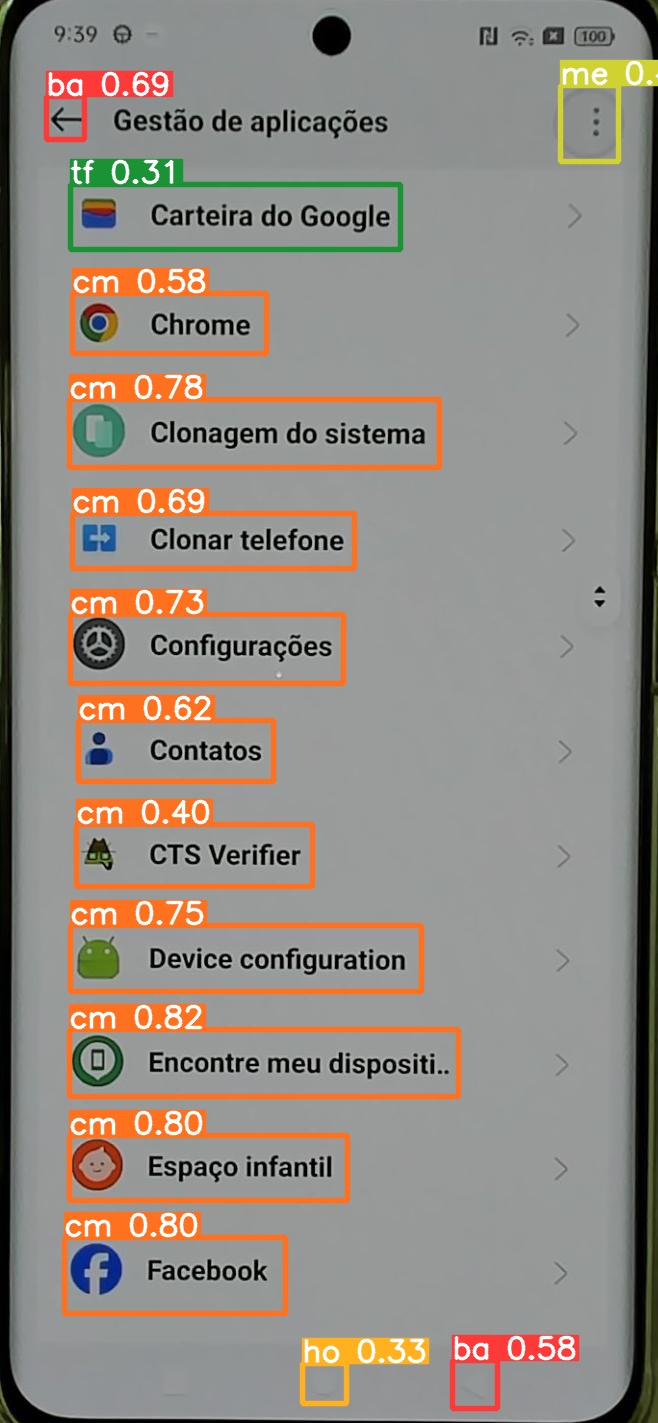 9:39
100
ba 0.69
me 0.
Gestão de aplicações
tf 0.31
Carteira do Google
cm 0.58
Chrome
cm 0.78
Clonagem do sistema
cm 0.69
Clonar telefone
cm 0.73
Configurações
cm 0.62
Contatos
cm 0.40
CTS Verifier
cm 0.75
Device configuration
cm 0.82
Encontre meu dispositi..
cm 0.80
Espaço infantil
cm 0.80
Facebook
ho 0.33
ba 0.58